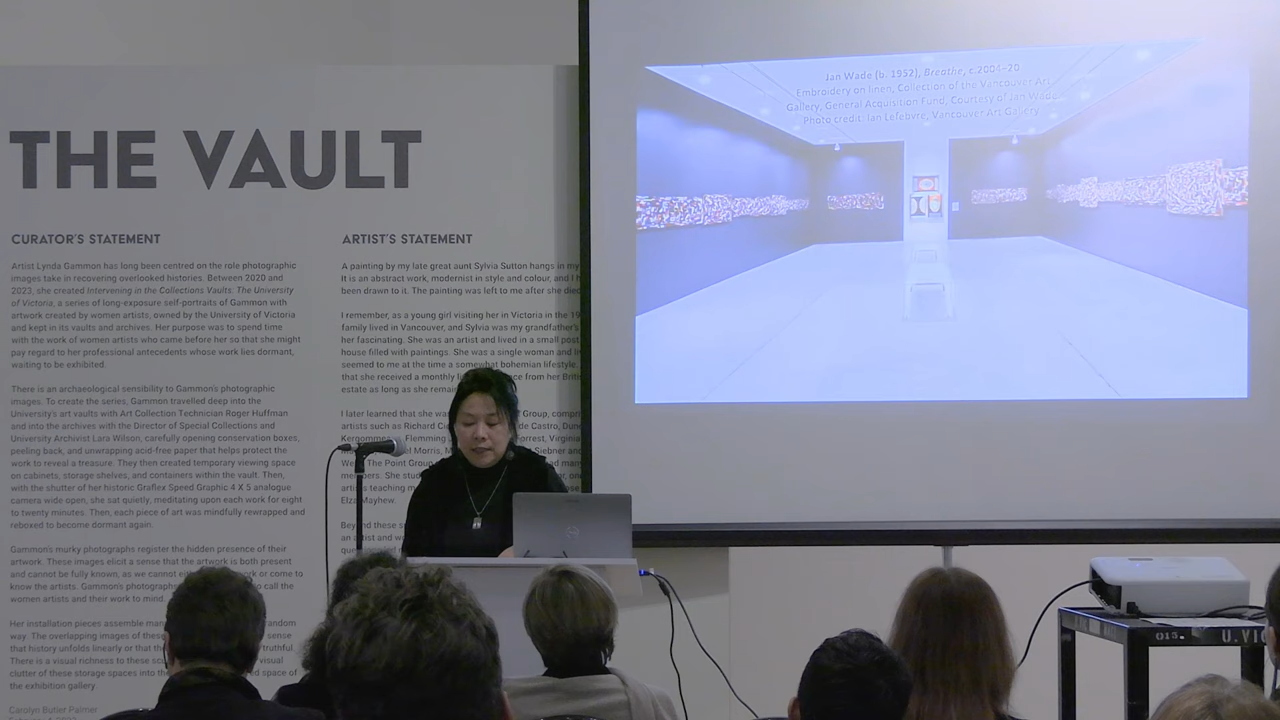 THE VAULT
CURATOR'S STATEMENT
Artist Lynda Gammon has long been centred on the role photographic
images take in recovering overlooked histories. Between 2020 and
2023, she created Intervening in the Collections Vaults: The University
of Victoria, a series of long-exposure self-portraits of Gammon with
artwork created by women artists, owned by the University of Victoria
and kept in its vaults and archives. Her purpose was to spend time
with the work of women artists who came before her so that she might
pay regard to her professional antecedents whose work lies dormant,
waiting to be exhibited.
There is an archaeological sensibility to Gammon's photographic
images. To create the series, Gammon travelled deep into the
University's art vaults with Art Collection Technician Roger Huffman
and into the archives with the Director of Special Collections and
University Archivist Lara Wilson, carefully opening conservation boxes,
peeling back, and unwrapping acid-free paper that helps protect the
work to reveal a treasure. They then created temporary viewing space
on cabinets, storage shelves, and containers within the vault. Then,
with the shutter of her historic Graflex Speed Graphic 4 X 5 analogue
camera wide open, she sat quietly, meditating upon each work for eight
to twenty minutes. Then, each piece of art was mindfully rewrapped and
reboxed to become dormant again.
Gammon's murky photographs register the hidden presence of their
artwork. These images elicit a sense that the artwork is both present
and cannot be fully known, as we cannot or come to
know the artists. Gammon's photographs to call the
women artists and their work to mind.
Her installation pieces assemble random
way. The overlapping images of these sense
that history unfolds linearly or that truthful.
There is a visual richness to these visual
clutter of these storage spaces into the space of
the exhibition gallery
Carolyn Butler Palmer
ARTIST'S STATEMENT
A painting by my late great aunt Sylvia Sutton hangs in my
It is an abstract work, modernist in style and colour, and I
been drawn to it. The painting was left to me after she died
I remember, as a young girl visiting her in Victoria in the
family lived in Vancouver, and Sylvia was my grandfather's
her fascinating. She was an artist and lived in a small
house filled with paintings. She was a single woman and
seemed to me at the time a somewhat bohemian lifestyle.
that she received a monthly from her
estate as long as she
I later learned that she was Group,
artists such as Richard de Castro,
Flemming Forrest, Virginia
Morris, Siebner and
The Point Group many
members. She
teaching
Elza Mayhew.
Beyond these
an artist and
Jan Wade (b. 1952), Breathe, c.2004–20
Embroidery on linen, Collection of the Vancouver Art
Gallery, General Acquisition Fund, Courtesy of Jan Wade
Photo credit: Ian Lefebvre, Vancouver Art Gallery
DELL
015. U.VIC